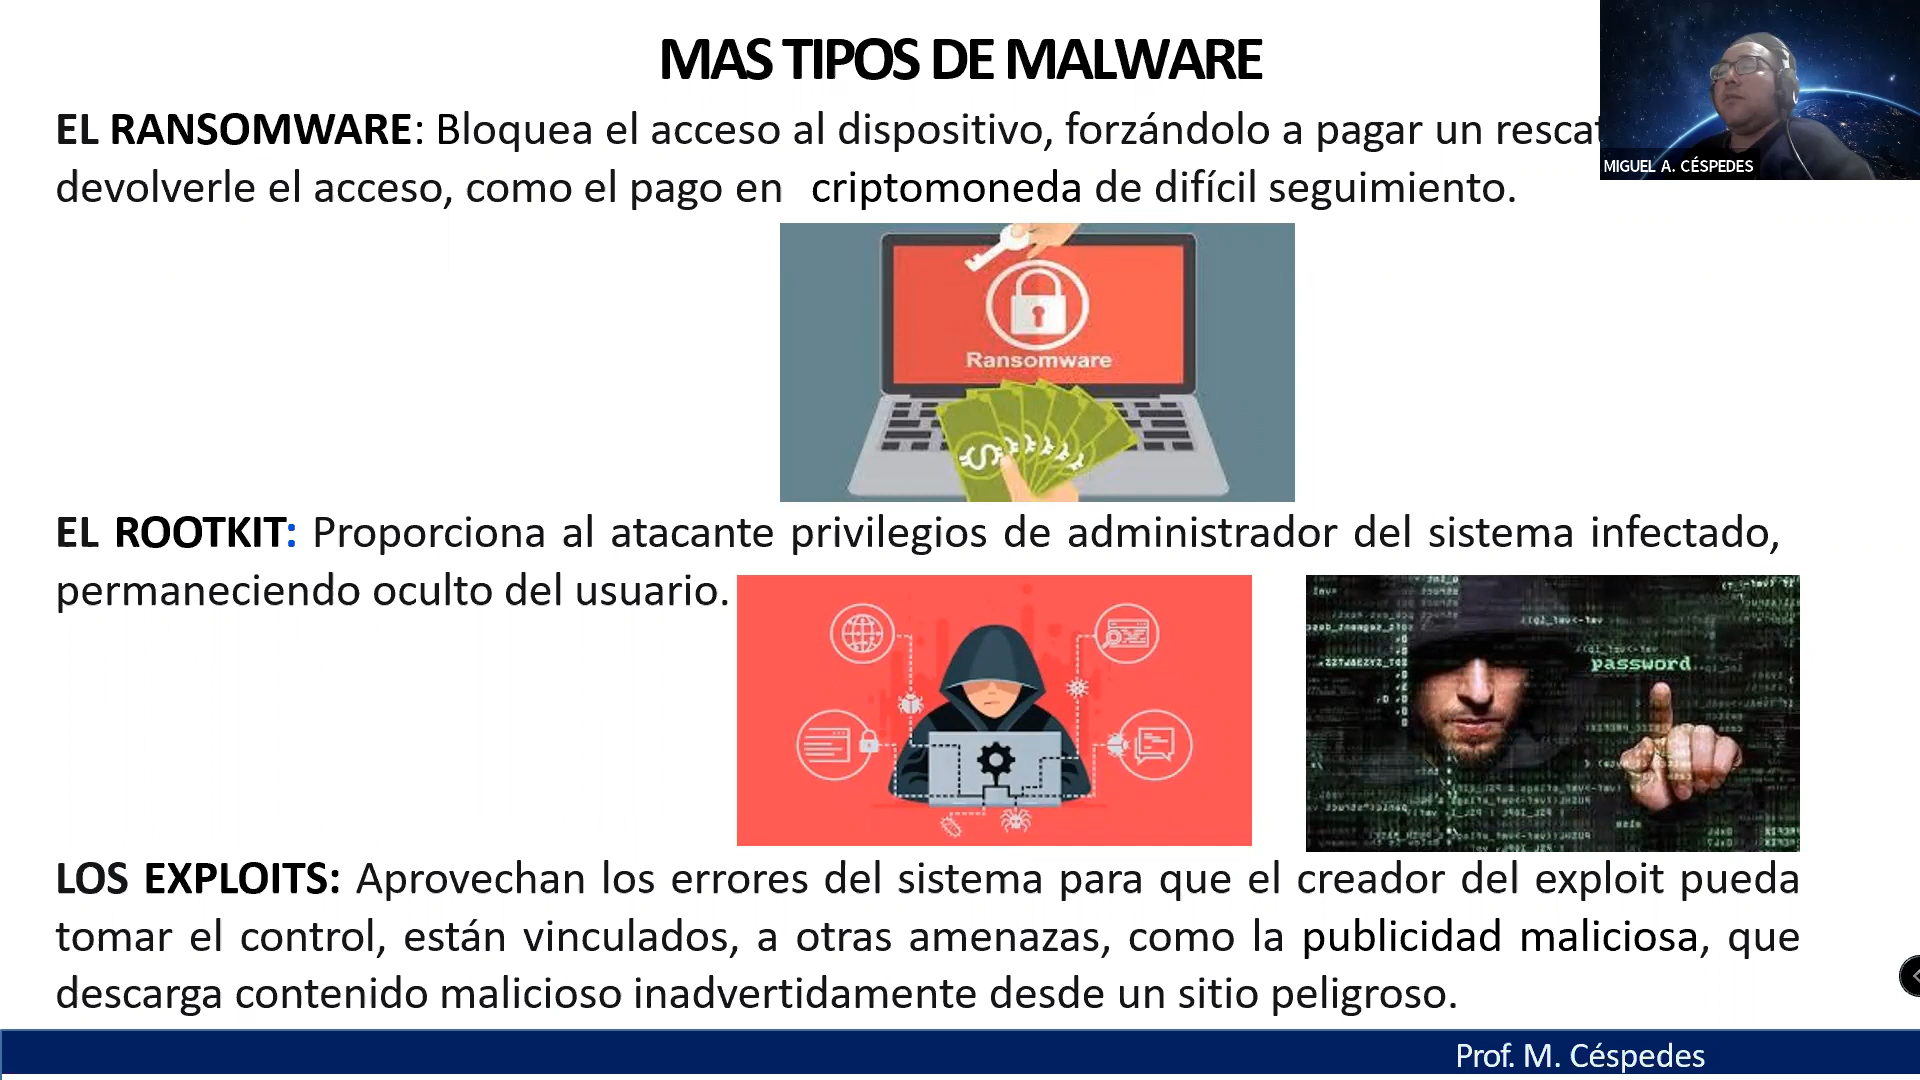 MAS TIPOS DE MALWARE
EL RANSOMWARE: Bloquea el acceso al dispositivo, forzándolo a pagar un
MIGUEL A. CÉSPEDES
devolverle el acceso, como el pago en criptomoneda de difícil seguimiento.
Ransomware
EL ROOTKIT: Proporciona al atacante privilegios de administrador del sistema infectado,
permaneciendo oculto del usuario.
password
LOS EXPLOITS: Aprovechan los errores del sistema para que el creador del exploit pueda
tomar el control, están vinculados, a otras amenazas, como la publicidad maliciosa, que
descarga contenido malicioso inadvertidamente desde un sitio peligroso.
Prof. M. Céspedes